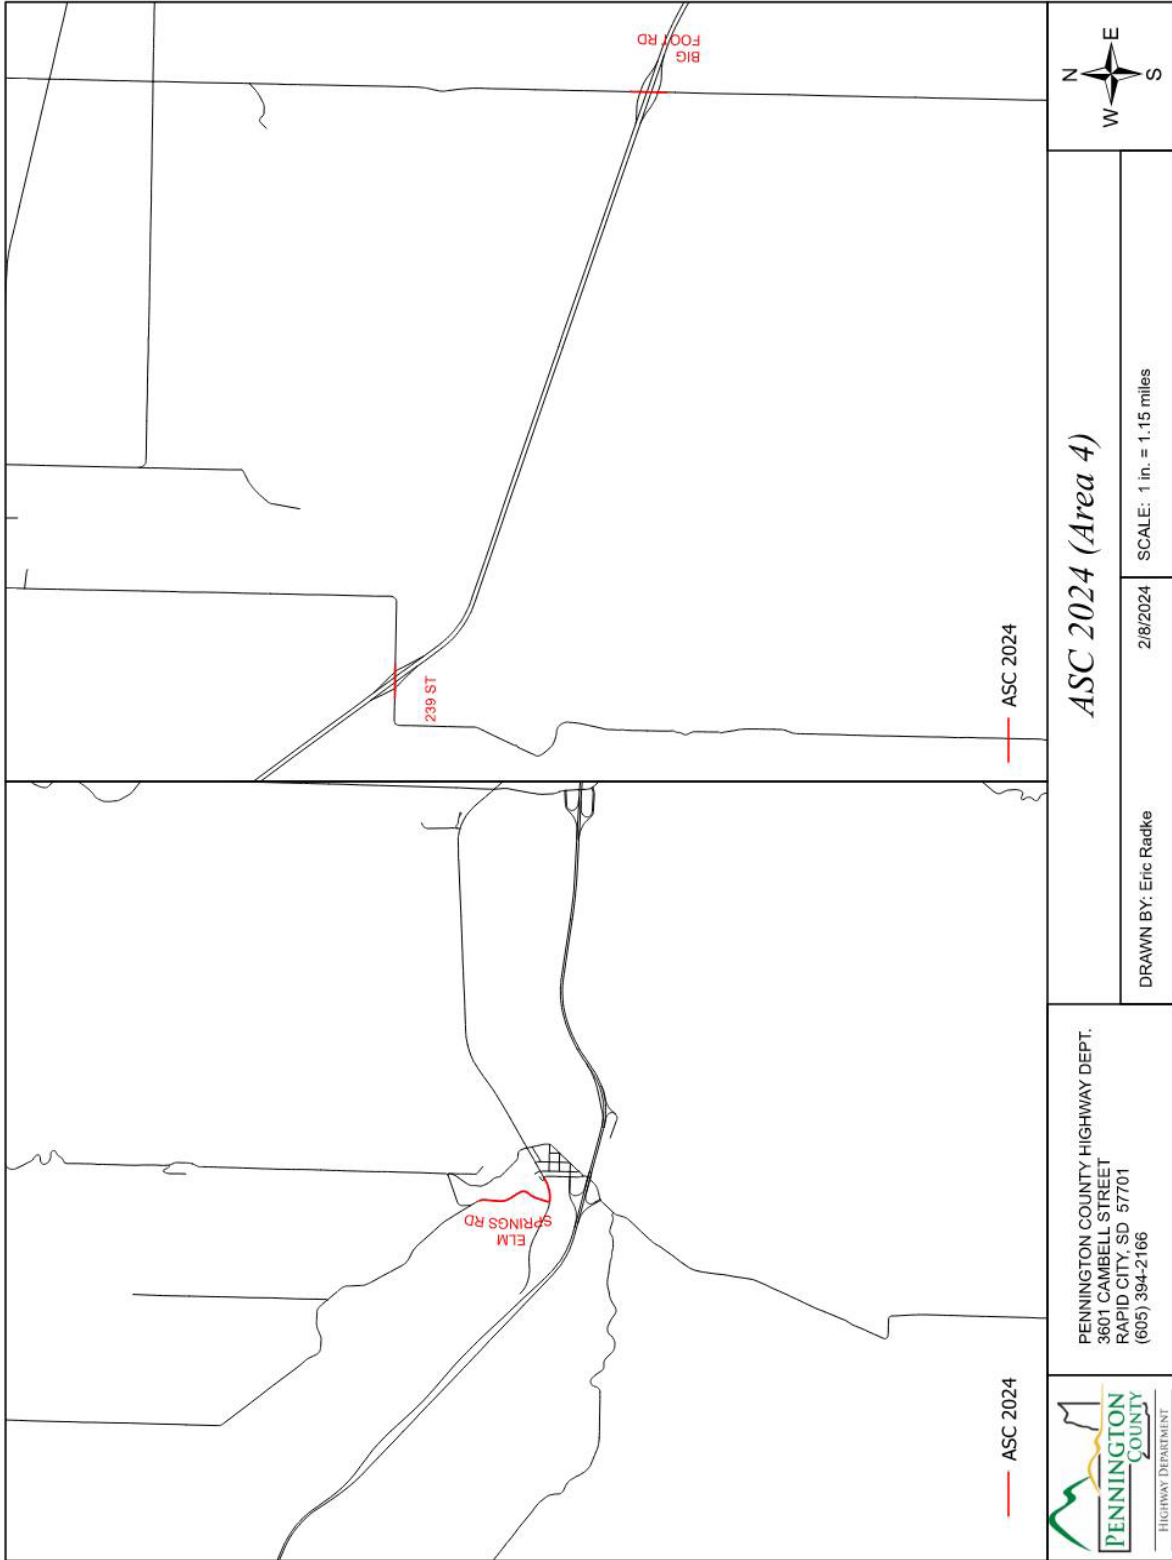 ELM
SPRINGS RD
239 ST
BIG
FOOT RD
ASC 2024
ASC 2024
PENNINGTON
COUNTY
HIGHWAY DEPARTMENT
PENNINGTON COUNTY HIGHWAY DEPT.
3601 CAMBELL STREET
RAPID CITY, SD 57701
(605) 394-2166
ASC 2024 (Area 4)
DRAWN BY: Eric Radke
2/8/2024
SCALE: 1 in. = 1.15 miles
N
W
E
S